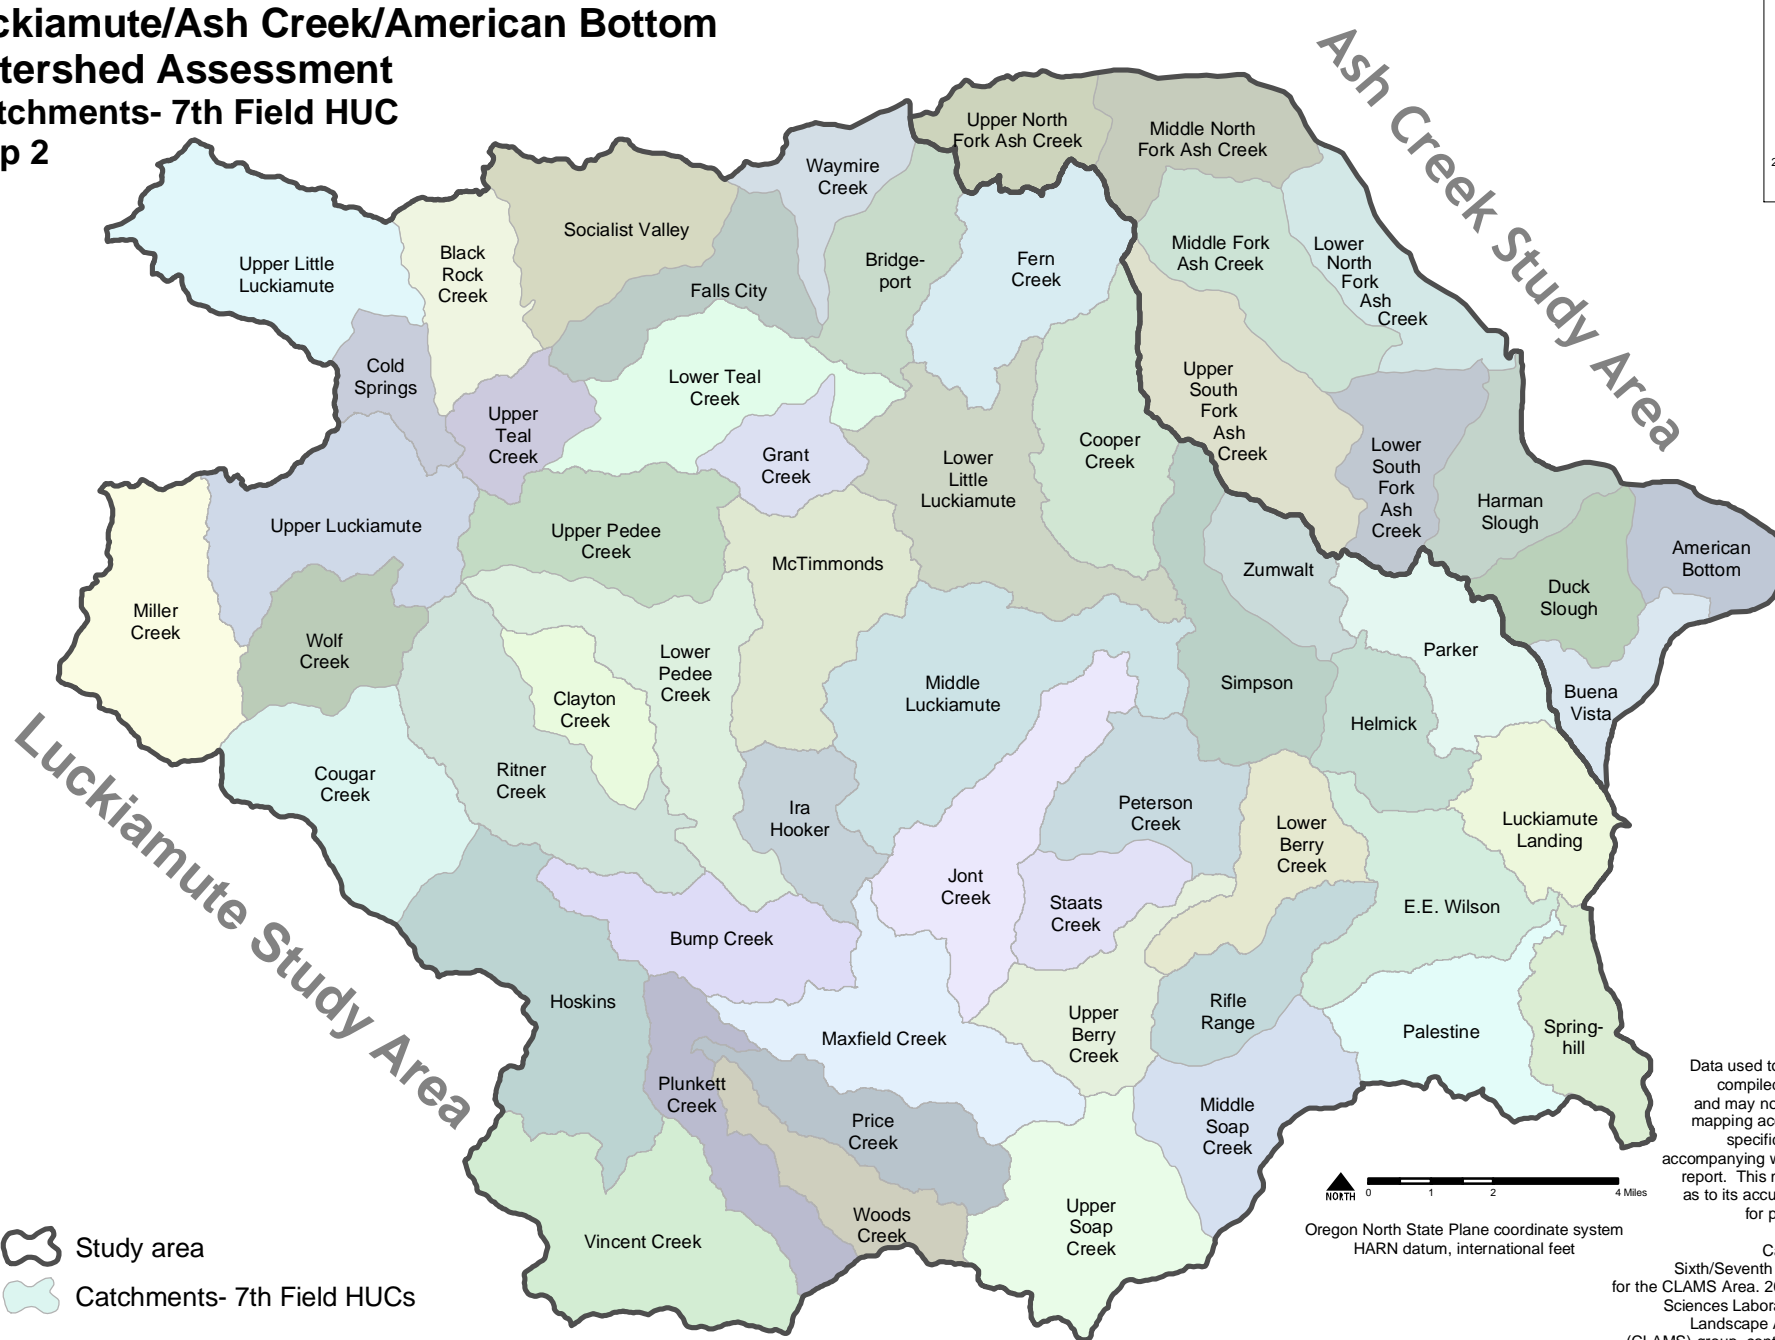 ckiamute/Ash Creek/American Bottom
tershed Assessment
tchments- 7th Field HUC
p 2
Ash Creek Study Area
Luckiamute Study Area
Upper North
Fork Ash Creek
Middle North
Fork Ash Creek
Waymire
Creek
Socialist Valley
Black
Rock
Creek
Upper Little
Luckiamute
Falls City
Bridge-
port
Fern
Creek
Middle Fork
Ash Creek
Lower
North
Fork
Ash
Creek
Cold
Springs
Upper
Teal
Creek
Lower Teal
Creek
Grant
Creek
Lower
Little
Luckiamute
Cooper
Creek
Upper
South
Fork
Ash
Creek
Lower
South
Fork
Ash
Creek
Harman
Slough
American
Bottom
Duck
Slough
Buena
Vista
Upper Luckiamute
Upper Pedee
Creek
McTimmonds
Zumwalt
Parker
Miller
Creek
Wolf
Creek
Lower
Pedee
Creek
Clayton
Creek
Middle
Luckiamute
Simpson
Helmick
Cougar
Creek
Ritner
Creek
Ira
Hooker
Peterson
Creek
Lower
Berry
Creek
Luckiamute
Landing
Jont
Creek
Staats
Creek
E.E. Wilson
Bump Creek
Hoskins
Maxfield Creek
Upper
Berry
Creek
Rifle
Range
Palestine
Spring-
hill
Plunkett
Creek
Price
Creek
Middle
Soap
Creek
Woods
Creek
Upper
Soap
Creek
Vincent Creek
Study area
Catchments- 7th Field HUCs
NORTH
0 1 2 4 Miles
Oregon North State Plane coordinate system
HARN datum, international feet
2
Data used to
compiled
and may no
mapping acc
specific
accompanying w
report. This m
as to its accu
for p
Ca
Sixth/Seventh
for the CLAMS Area. 20
Sciences Labora
Landscape A